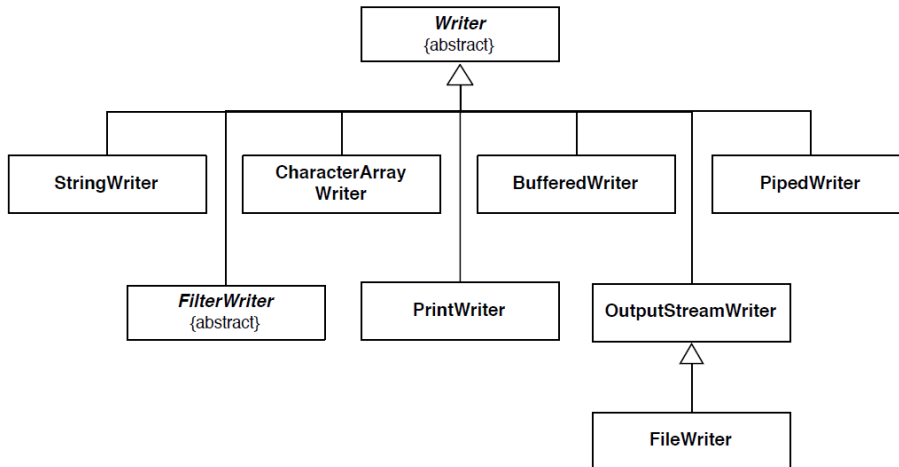 Writer
{abstract}
StringWriter
CharacterArray
Writer
BufferedWriter
PipedWriter
FilterWriter
{abstract}
PrintWriter
OutputStreamWriter
FileWriter